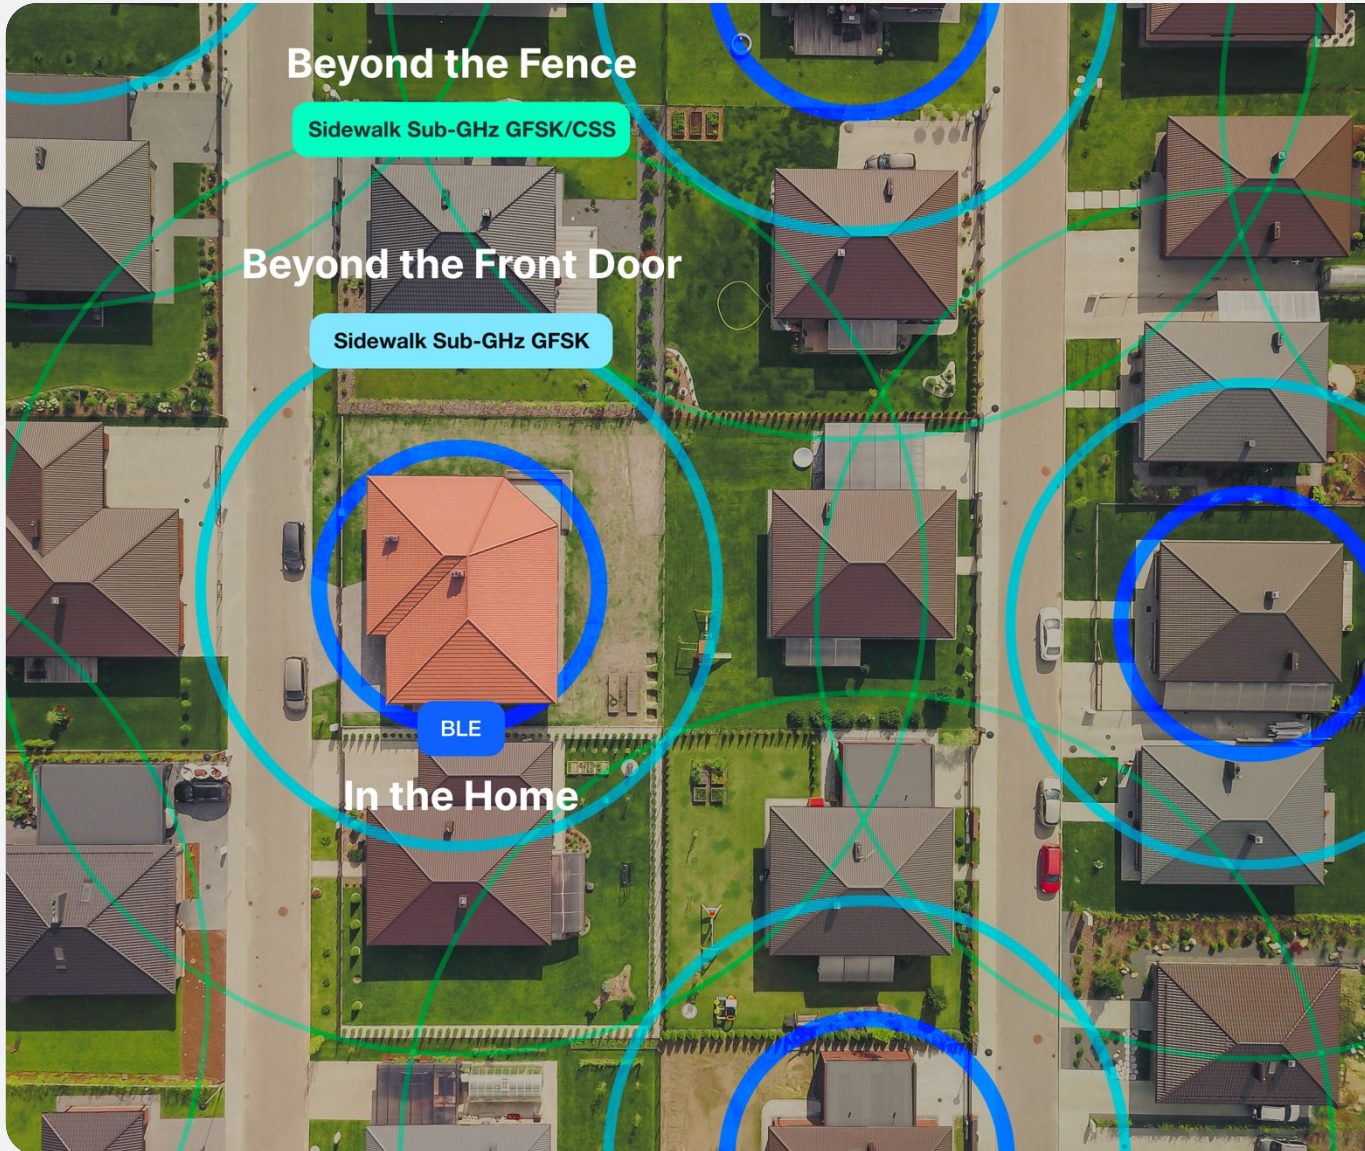 Beyond the Fence
Sidewalk Sub-GHz GFSK/CSS
Beyond the Front Door
Sidewalk Sub-GHz GFSK
BLE
In the Home